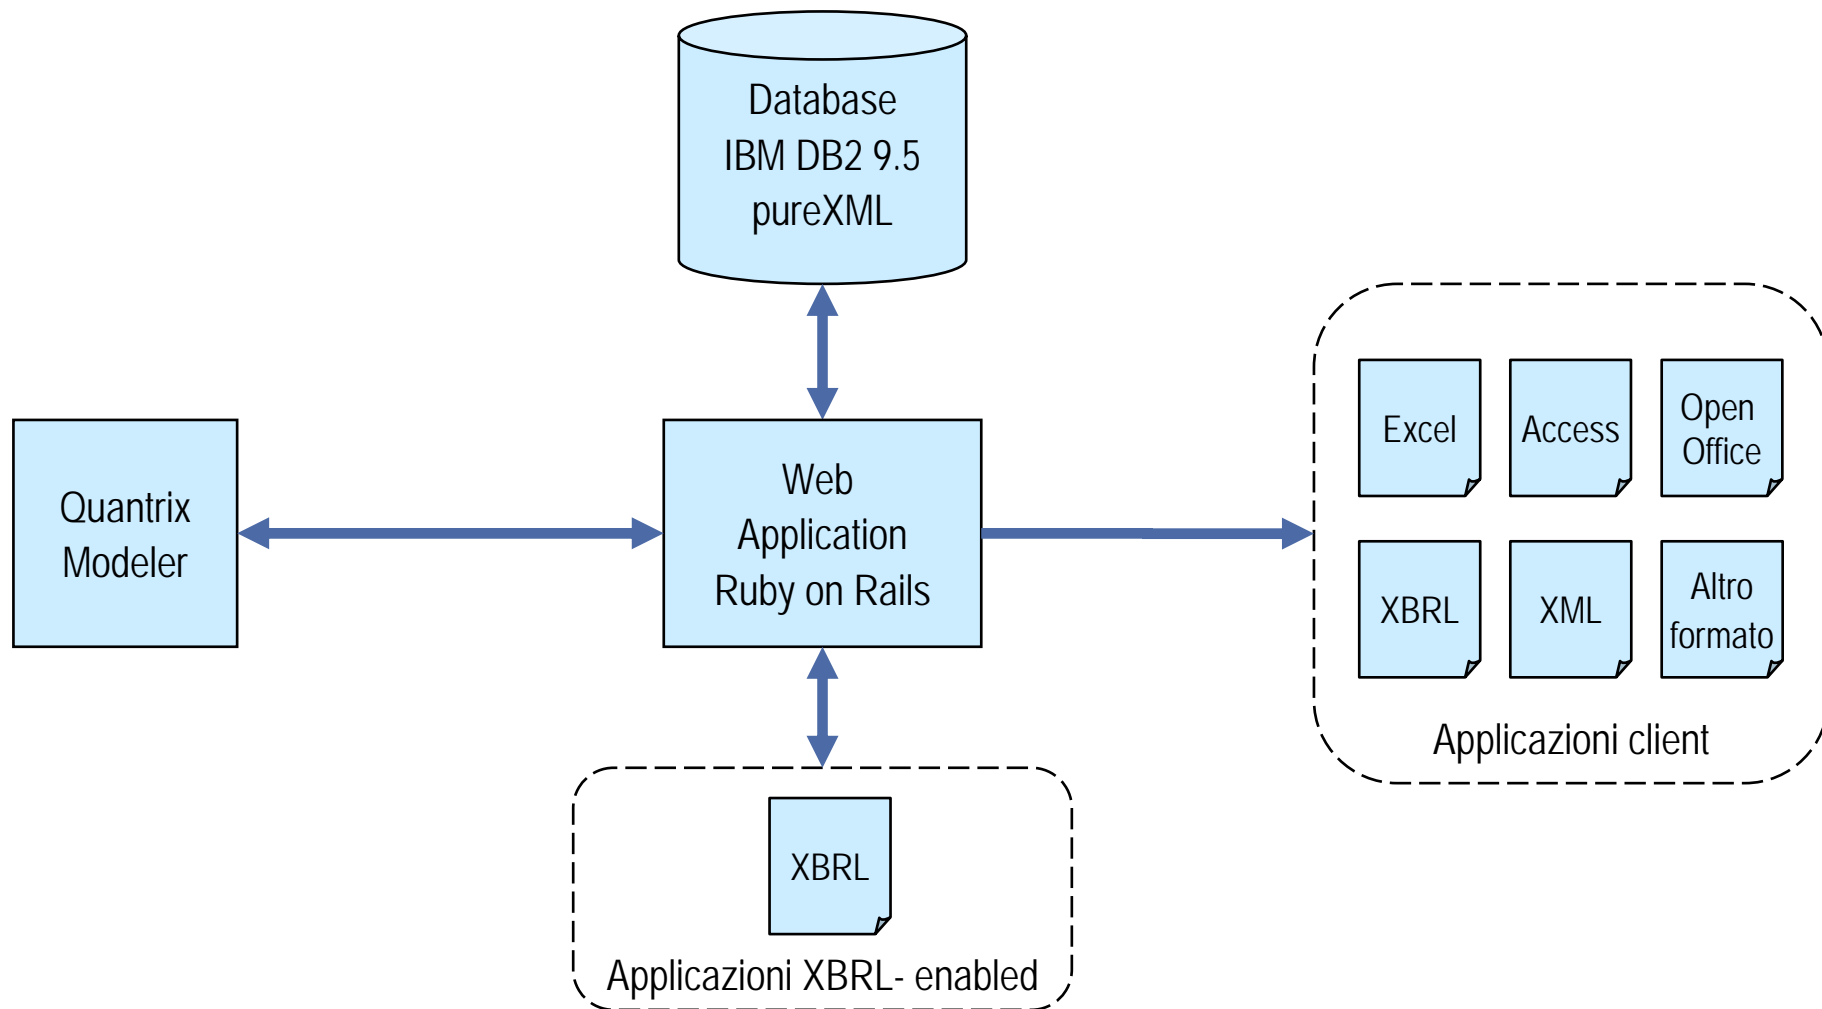 Database
IBM DB2 9.5
pureXML
Quantrix
Modeler
Web
Application
Ruby on Rails
Excel
Access
Open
Office
XBRL
XML
Altro
formato
Applicazioni client
XBRL
Applicazioni XBRL- enabled